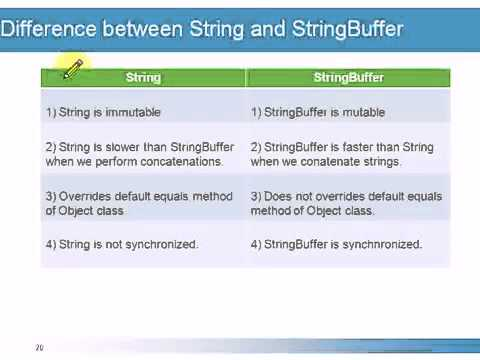 Difference between String and StringBuffer
String
StringBuffer
1) String is immutable
1) StringBuffer is mutable
2) String is slower than StringBuffer
when we perform concatenations.
2) StringBuffer is faster than String
when we conatenate strings.
3) Overrides default equals method
of Object class
3) Does not overrides default equals
method of Object class.
4) String is not synchronized.
4) StringBuffer is synchnronized.
20